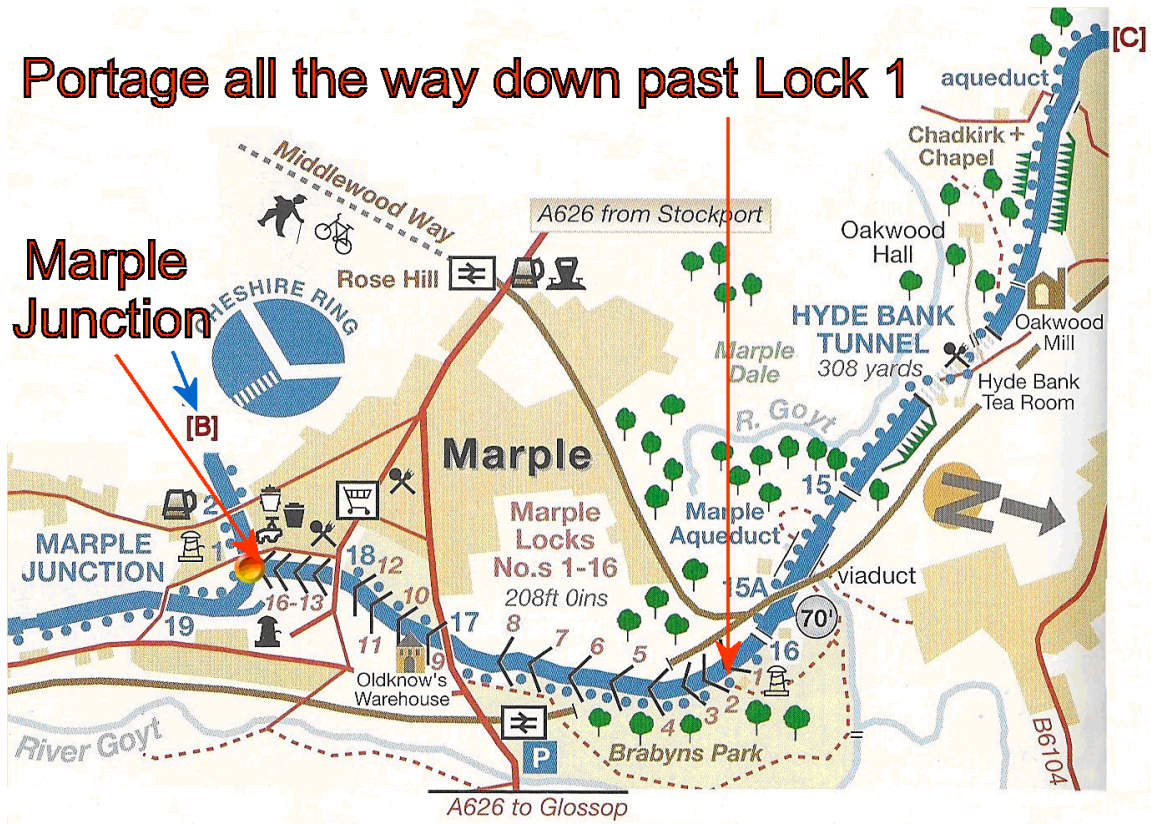 [C]
Portage all the way down past Lock 1
aqueduct
Chadkirk +
Chapel
Middlewood Way
A626 from Stockport
Oakwood
Hall
Marple
Junction
Rose Hill
CHESHIRE RING
HYDE BANK
TUNNEL
308 yards
Oakwood
Mill
Marple
Dale
Hyde Bank
Tea Room
R. Goyt
[B]
Marple
2
15
N
Marple
Locks
No.s 1-16
208ft 0ins
Marple
Aqueduct
MARPLE
JUNCTION
1
18
12
16-13
10
17
15A
viaduct
70'
19
11
9
8
7
6
5
16
1
Oldknow's
Warehouse
4
3
2
River Goyt
P
Brabyns Park
B6104
A626 to Glossop